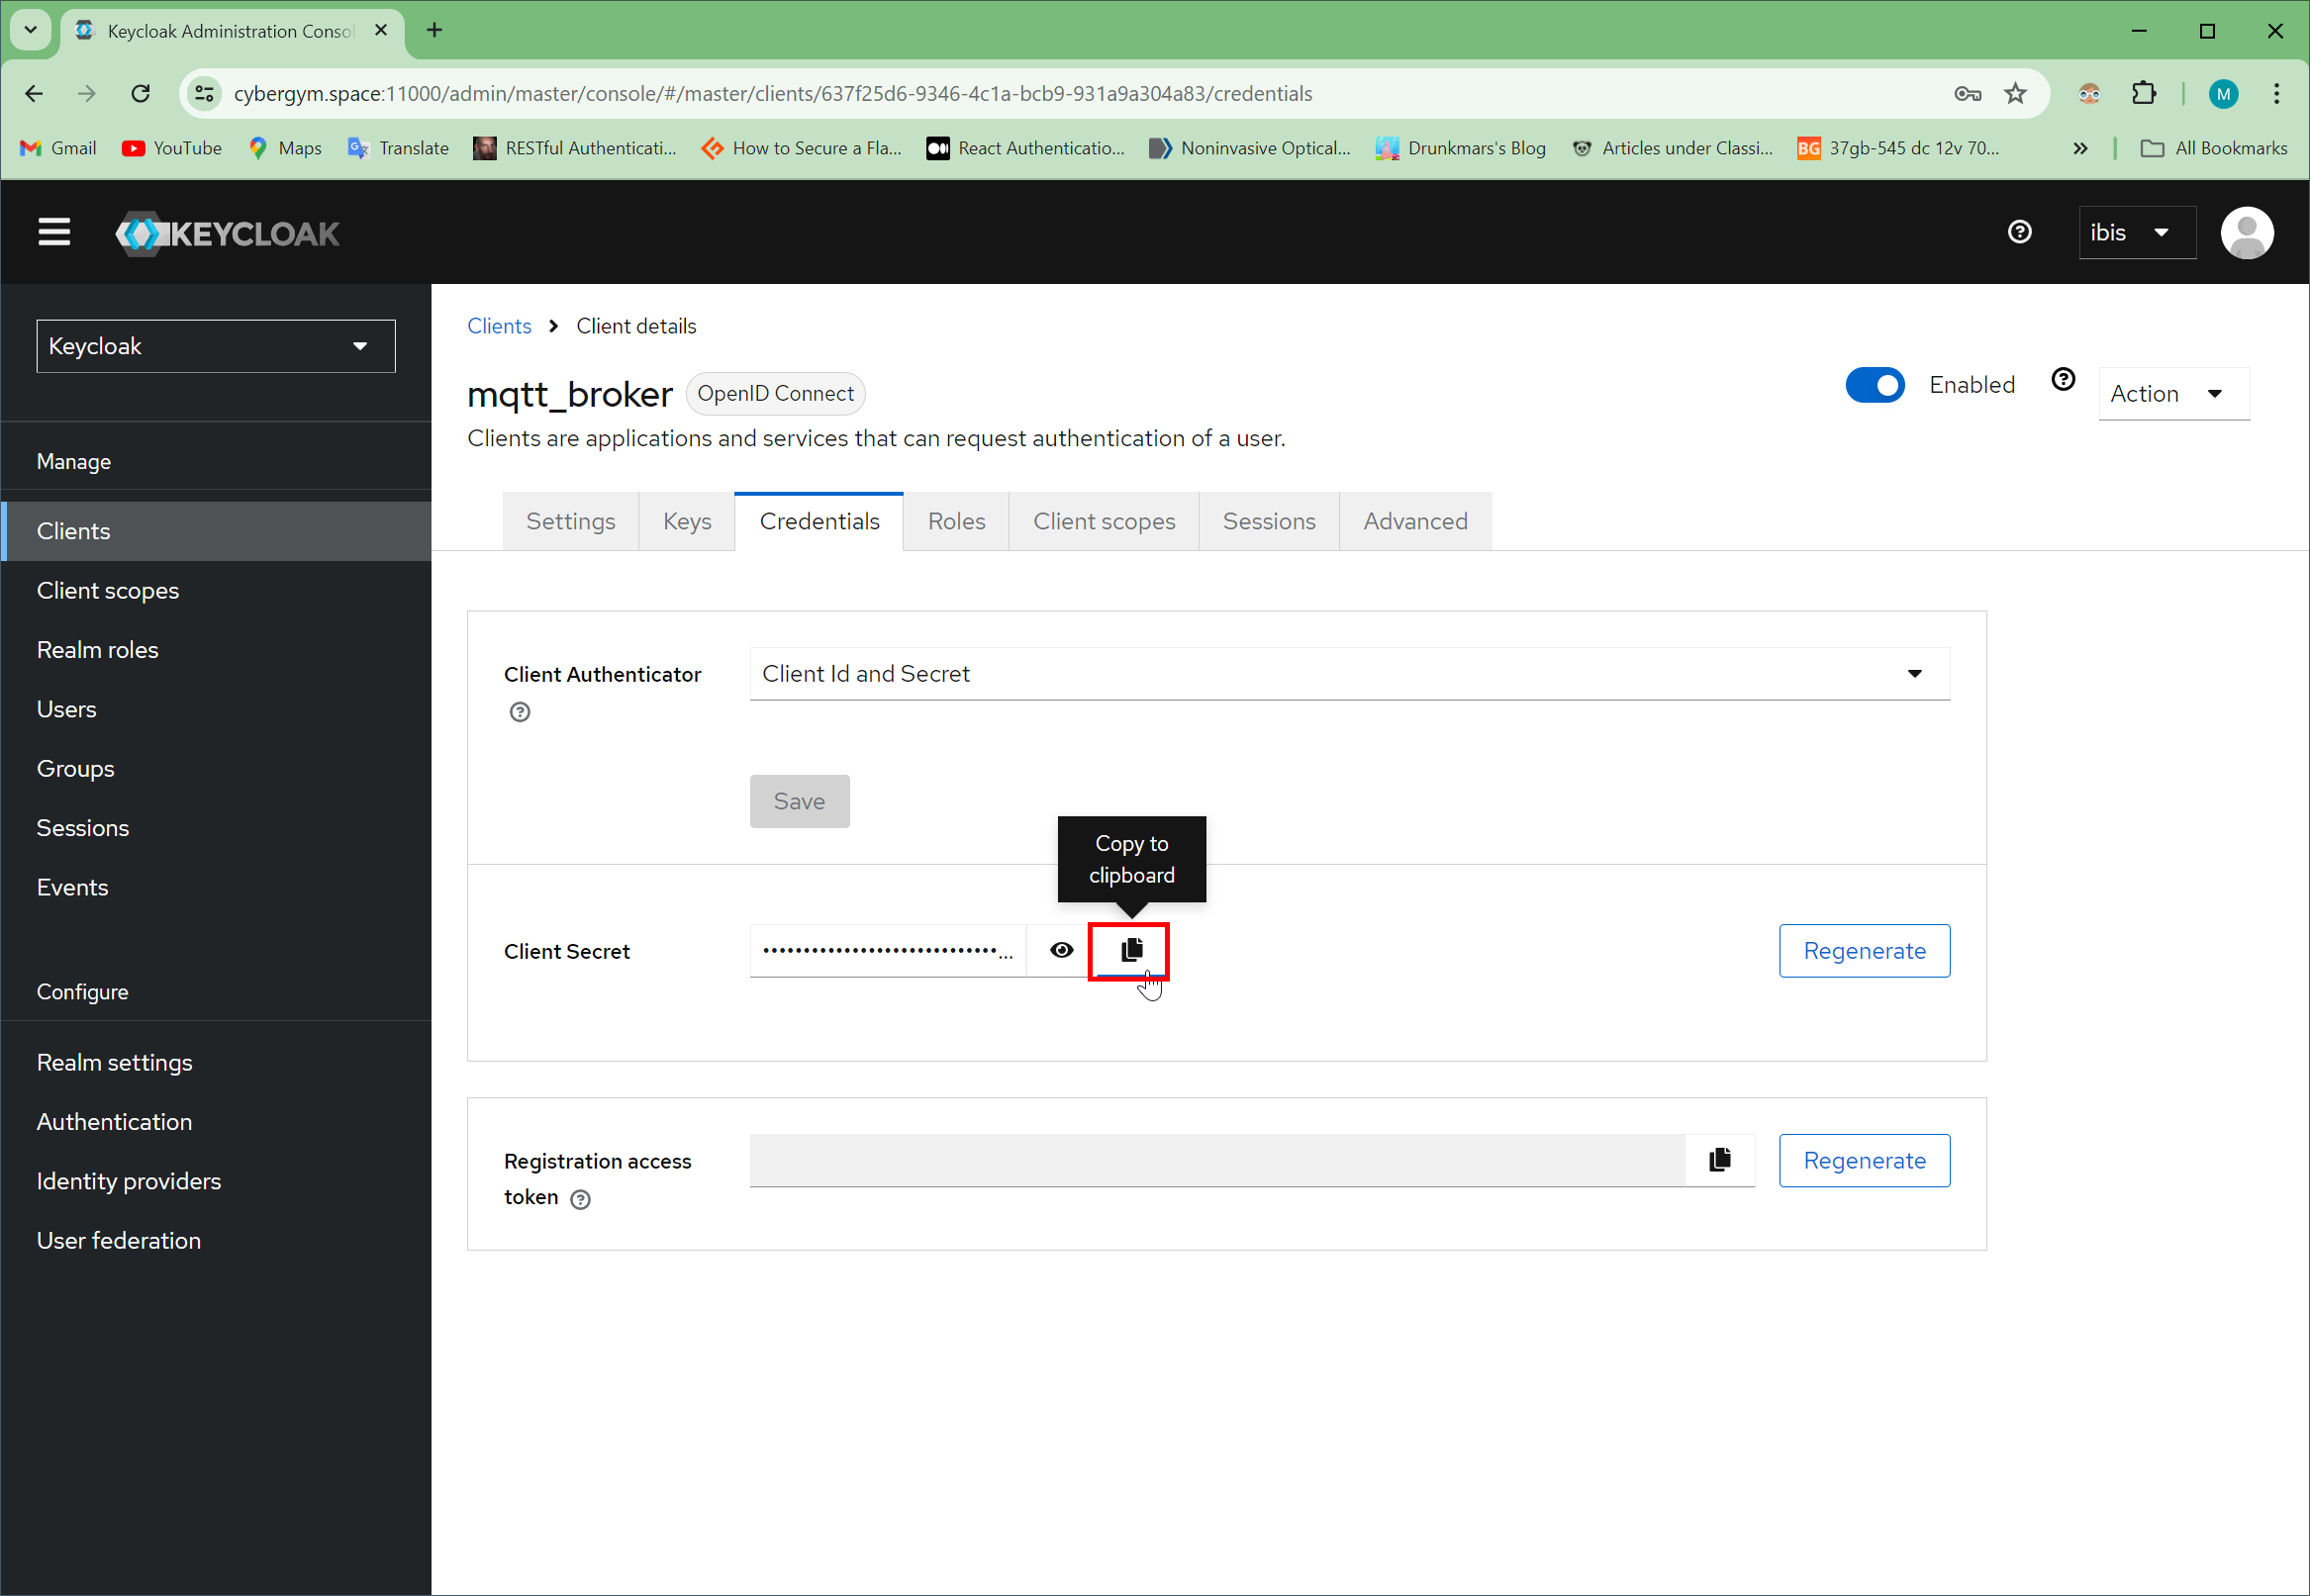 Keycloak Administration Conso
cybergym.space:11000/admin/master/console/#/master/clients/637f25d6-9346-4c1a-bcb9-931a9a304a83/credentials
M
Gmail YouTube Maps Translate RESTful Authenticati... How to Secure a Fla... React Authenticatio... Noninvasive Optical... Drunkmars's Blog Articles under Classi... BG 37gb-545 dc 12v 70... » All Bookmarks
KEYCLOAK
ibis
Keycloak
Manage
Clients
Client scopes
Realm roles
Users
Groups
Sessions
Events
Configure
Realm settings
Authentication
Identity providers
User federation
Clients > Client details
mqtt_broker OpenID Connect
Enabled
Action
Clients are applications and services that can request authentication of a user.
Settings Keys Credentials Roles Client scopes Sessions Advanced
Client Authenticator
Client Id and Secret
Save
Copy to
clipboard
Client Secret
•••••••••••••••••••••••••••••...
Regenerate
Registration access
token
Regenerate